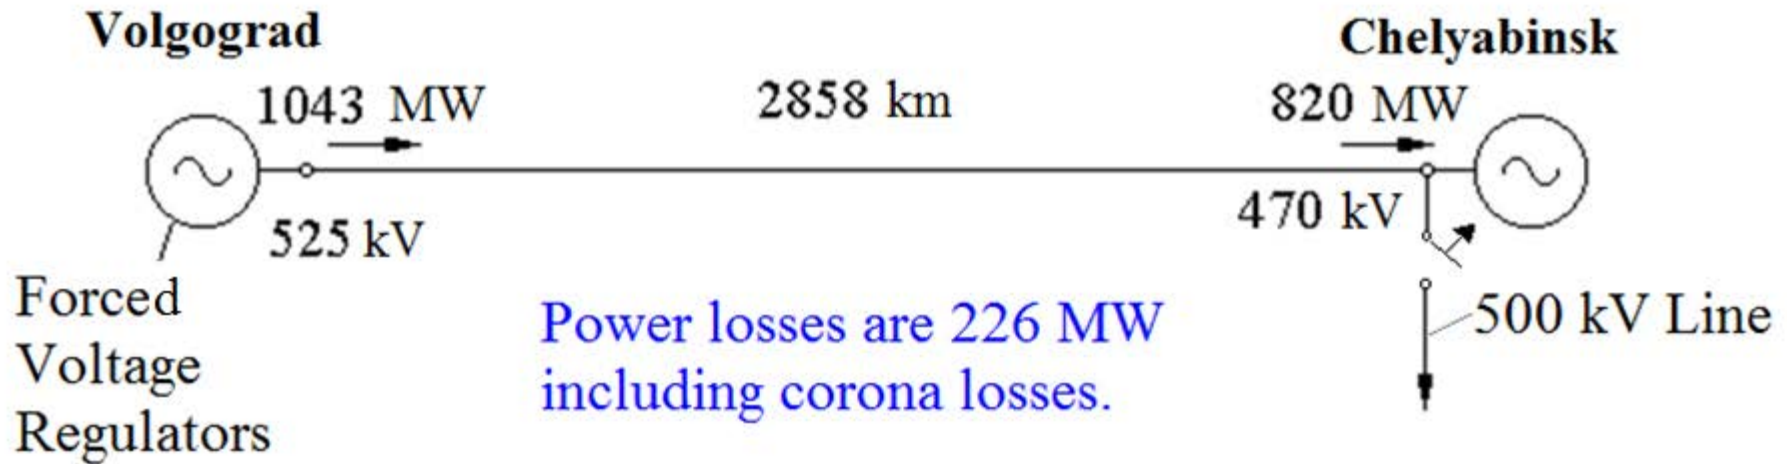 Volgograd
Chelyabinsk
1043 MW
2858 km
820 MW
525 kV
470 kV
Forced
Voltage
Regulators
Power losses are 226 MW
including corona losses.
500 kV Line